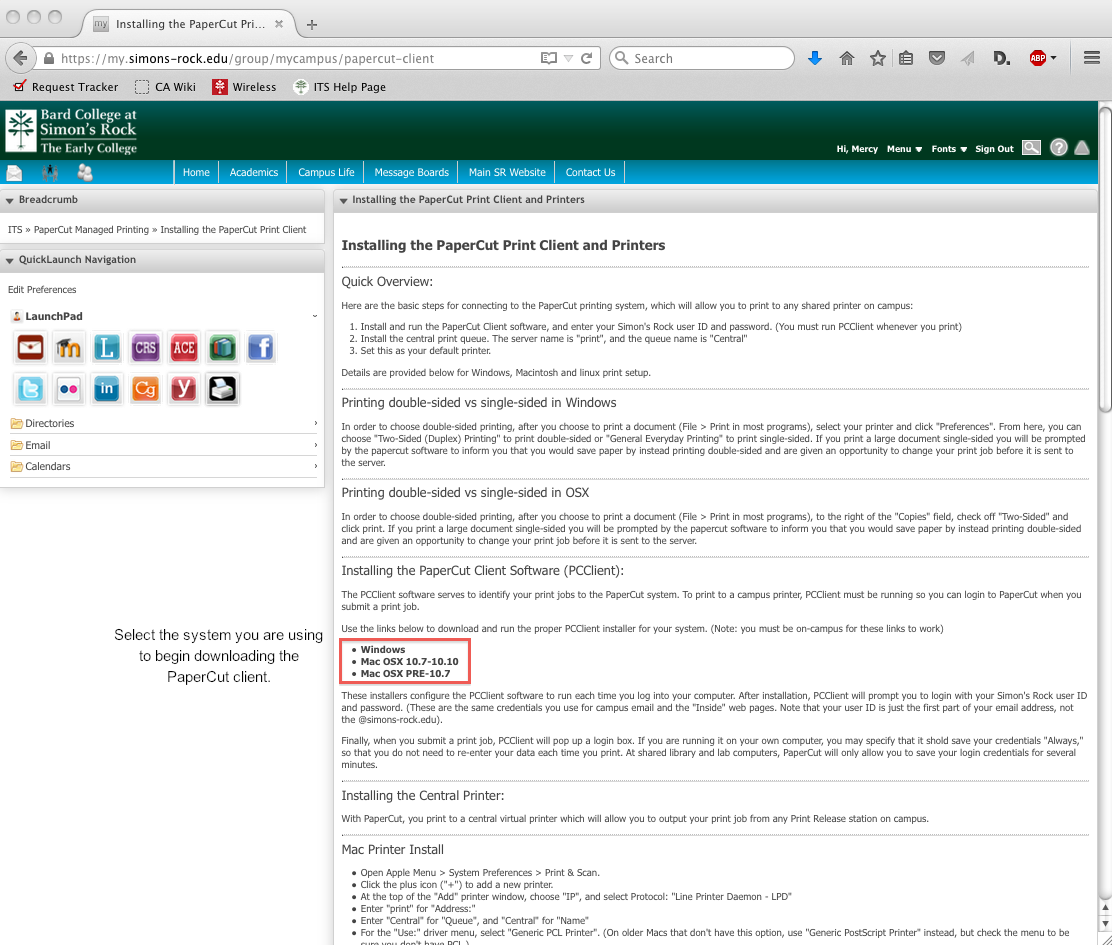 my Installing the PaperCut Pri...
https://my.simons-rock.edu/group/mycampus/papercut-client
Search
D.
ABP
Request Tracker
CA Wiki
Wireless
ITS Help Page
Bard College at
Simon's Rock
The Early College
Hi, Mercy Menu Fonts Sign Out
Home Academics Campus Life Message Boards Main SR Website Contact Us
Breadcrumb
ITS » PaperCut Managed Printing » Installing the PaperCut Print Client
QuickLaunch Navigation
Edit Preferences
LaunchPad
m L CRS ACE f
in Cg y
Directories
Email
Calendars
Select the system you are using
to begin downloading the
PaperCut client.
Installing the PaperCut Print Client and Printers
Installing the PaperCut Print Client and Printers
Quick Overview:
Here are the basic steps for connecting to the PaperCut printing system, which will allow you to print to any shared printer on campus:
1. Install and run the PaperCut Client software, and enter your Simon's Rock user ID and password. (You must run PCClient whenever you print)
2. Install the central print queue. The server name is "print", and the queue name is "Central"
3. Set this as your default printer.
Details are provided below for Windows, Macintosh and linux print setup.
Printing double-sided vs single-sided in Windows
In order to choose double-sided printing, after you choose to print a document (File > Print in most programs), select your printer and click "Preferences". From here, you can
choose "Two-Sided (Duplex) Printing" to print double-sided or "General Everyday Printing" to print single-sided. If you print a large document single-sided you will be prompted
by the papercut software to inform you that you would save paper by instead printing double-sided and are given an opportunity to change your print job before it is sent to
the server.
Printing double-sided vs single-sided in OSX
In order to choose double-sided printing, after you choose to print a document (File > Print in most programs), to the right of the "Copies" field, check off "Two-Sided" and
click print. If you print a large document single-sided you will be prompted by the papercut software to inform you that you would save paper by instead printing double-sided
and are given an opportunity to change your print job before it is sent to the server.
Installing the PaperCut Client Software (PCClient):
The PCClient software serves to identify your print jobs to the PaperCut system. To print to a campus printer, PCClient must be running so you can login to PaperCut when you
submit a print job.
Use the links below to download and run the proper PCClient installer for your system. (Note: you must be on-campus for these links to work)
• Windows
• Mac OSX 10.7-10.10
• Mac OSX PRE-10.7
These installers configure the PCClient software to run each time you log into your computer. After installation, PCClient will prompt you to login with your Simon's Rock user ID
and password. (These are the same credentials you use for campus email and the "Inside" web pages. Note that your user ID is just the first part of your email address, not
the @simons-rock.edu).
Finally, when you submit a print job, PCClient will pop up a login box. If you are running it on your own computer, you may specify that it shold save your credentials "Always,"
so that you do not need to re-enter your data each time you print. At shared library and lab computers, PaperCut will only allow you to save your login credentials for several
minutes.
Installing the Central Printer:
With PaperCut, you print to a central virtual printer which will allow you to output your print job from any Print Release station on campus.
Mac Printer Install
• Open Apple Menu > System Preferences > Print & Scan.
• Click the plus icon ("+") to add a new printer.
• At the top of the "Add" printer window, choose "IP", and select Protocol: "Line Printer Daemon - LPD"
• Enter "print" for "Address:"
• Enter "Central" for "Queue", and "Central" for "Name"
• For the "Use:" driver menu, select "Generic PCL Printer". (On older Macs that don't have this option, use "Generic PostScript Printer" instead, but check the menu to be
sure you don't have PCL.)